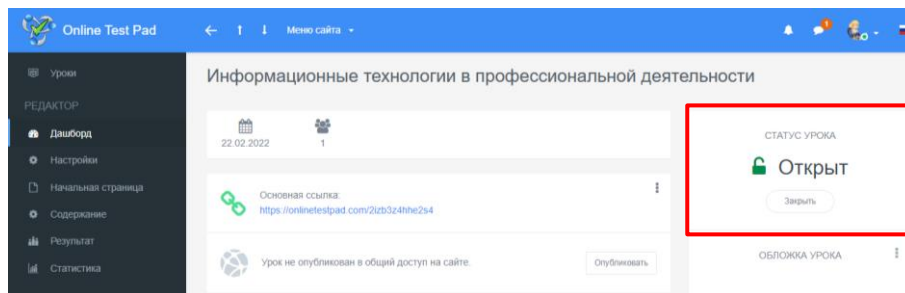 Online Test Pad
Меню сайта
1
Уроки
РЕДАКТОР
Дашборд
Настройки
Начальная страница
Содержание
Результат
Статистика
Информационные технологии в профессиональной деятельности
22.02.2022
1
Основная ссылка:
https://onlinetestpad.com/2izb3z4hhe2s4
Урок не опубликован в общий доступ на сайте.
Опубликовать
СТАТУС УРОКА
Открыт
Закрыть
ОБЛОЖКА УРОКА